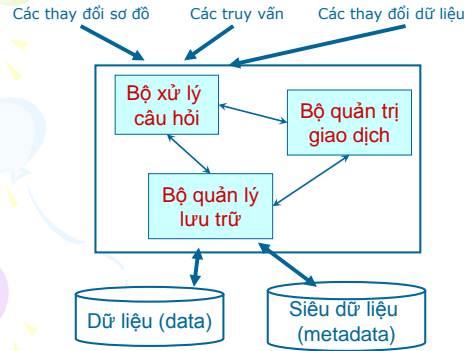 Các thay đổi sơ đồ Các truy vấn Các thay đổi dữ liệu
Bộ xử lý
câu hỏi
Bộ quản trị
giao dịch
Bộ quản lý
lưu trữ
Dữ liệu (data)
Siêu dữ liệu
(metadata)